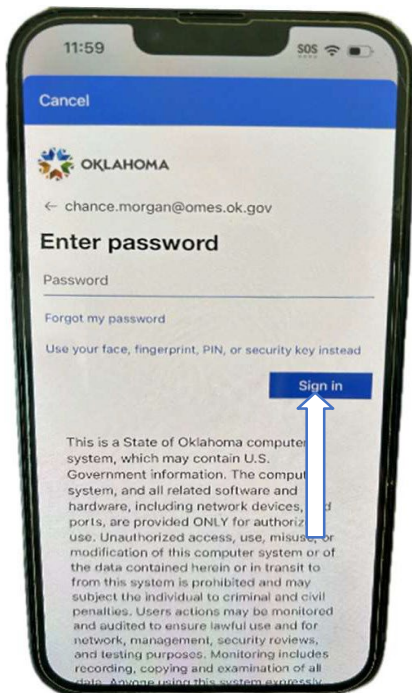 11:59 SOS
Cancel
OKLAHOMA
← chance.morgan@omes.ok.gov
Enter password
Password
Forgot my password
Use your face, fingerprint, PIN, or security key instead
Sign in
This is a State of Oklahoma computer
system, which may contain U.S.
Government information. The comput
system, and all related software and
hardware, including network devices, d
ports, are provided ONLY for authoriz
use. Unauthorized access, use, misuse, or
modification of this computer system or of
the data contained herein or in transit to
from this system is prohibited and may
subject the individual to criminal and civil
penalties. Users actions may be monitored
and audited to ensure lawful use and for
network, management, security reviews,
and testing purposes. Monitoring includes
recording, copying and examination of all
data. Anyone using this system expressly